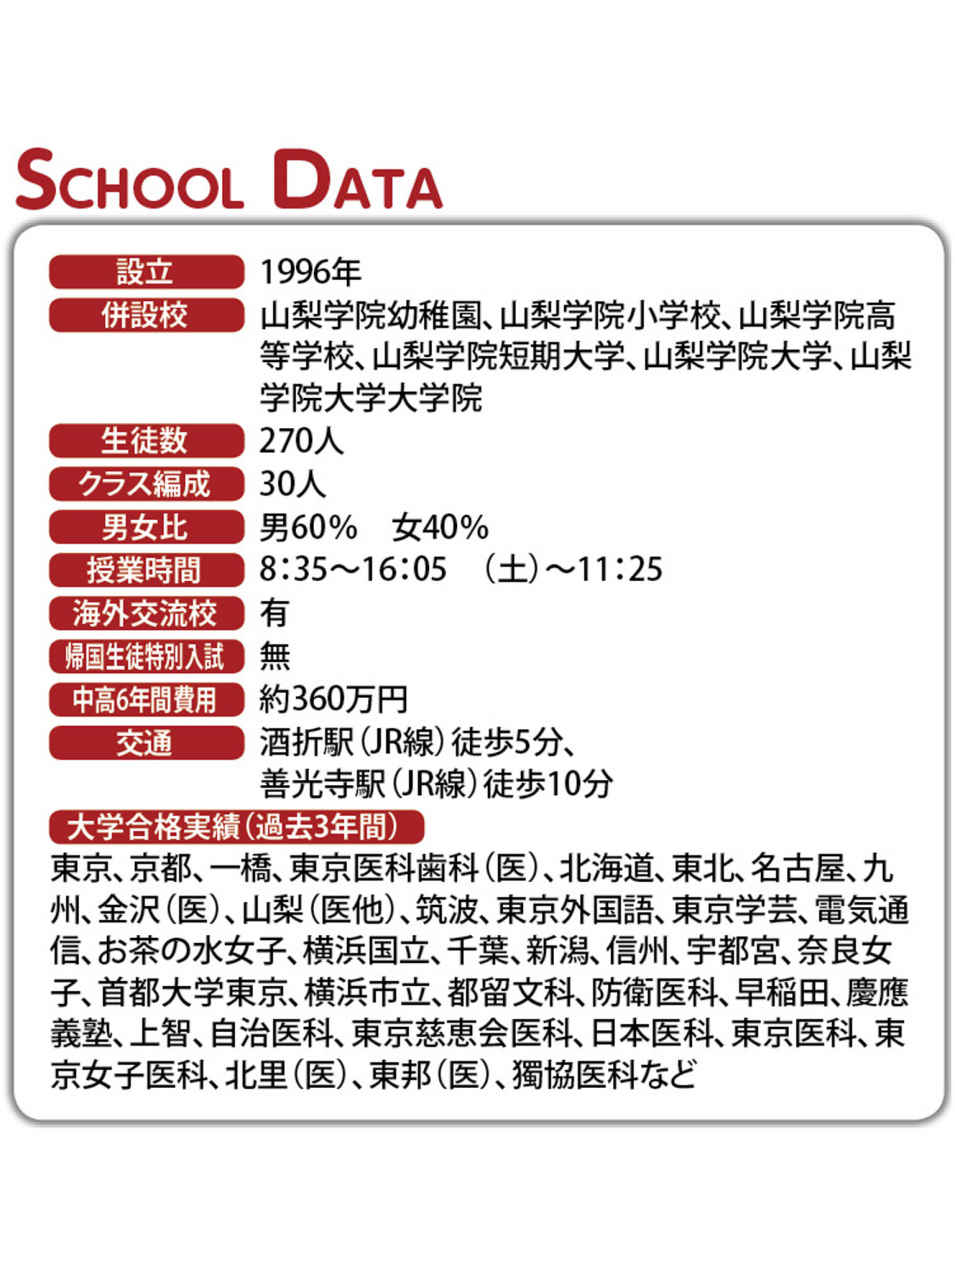 SCHOOL DATA
設立 1996年
併設校 山梨学院幼稚園、山梨学院小学校、山梨学院高
等学校、山梨学院短期大学、山梨学院大学、山梨
学院大学大学院
生徒数 270人
クラス編成 30人
男女比 男60% 女40%
授業時間 8:35〜16:05 (土)〜11:25
海外交流校 有
帰国生徒特別入試 無
中高6年間費用 約360万円
交通 酒折駅(JR線)徒歩5分、
善光寺駅(JR線)徒歩10分
大学合格実績(過去3年間)
東京、京都、一橋、東京医科歯科(医)、北海道、東北、名古屋、九
州、金沢(医)、山梨(医他)、筑波、東京外国語、東京学芸、電気通
信、お茶の水女子、横浜国立、千葉、新潟、信州、宇都宮、奈良女
子、首都大学東京、横浜市立、都留文科、防衛医科、早稲田、慶應
義塾、上智、自治医科、東京慈恵会医科、日本医科、東京医科、東
京女子医科、北里(医)、東邦(医)、獨協医科など